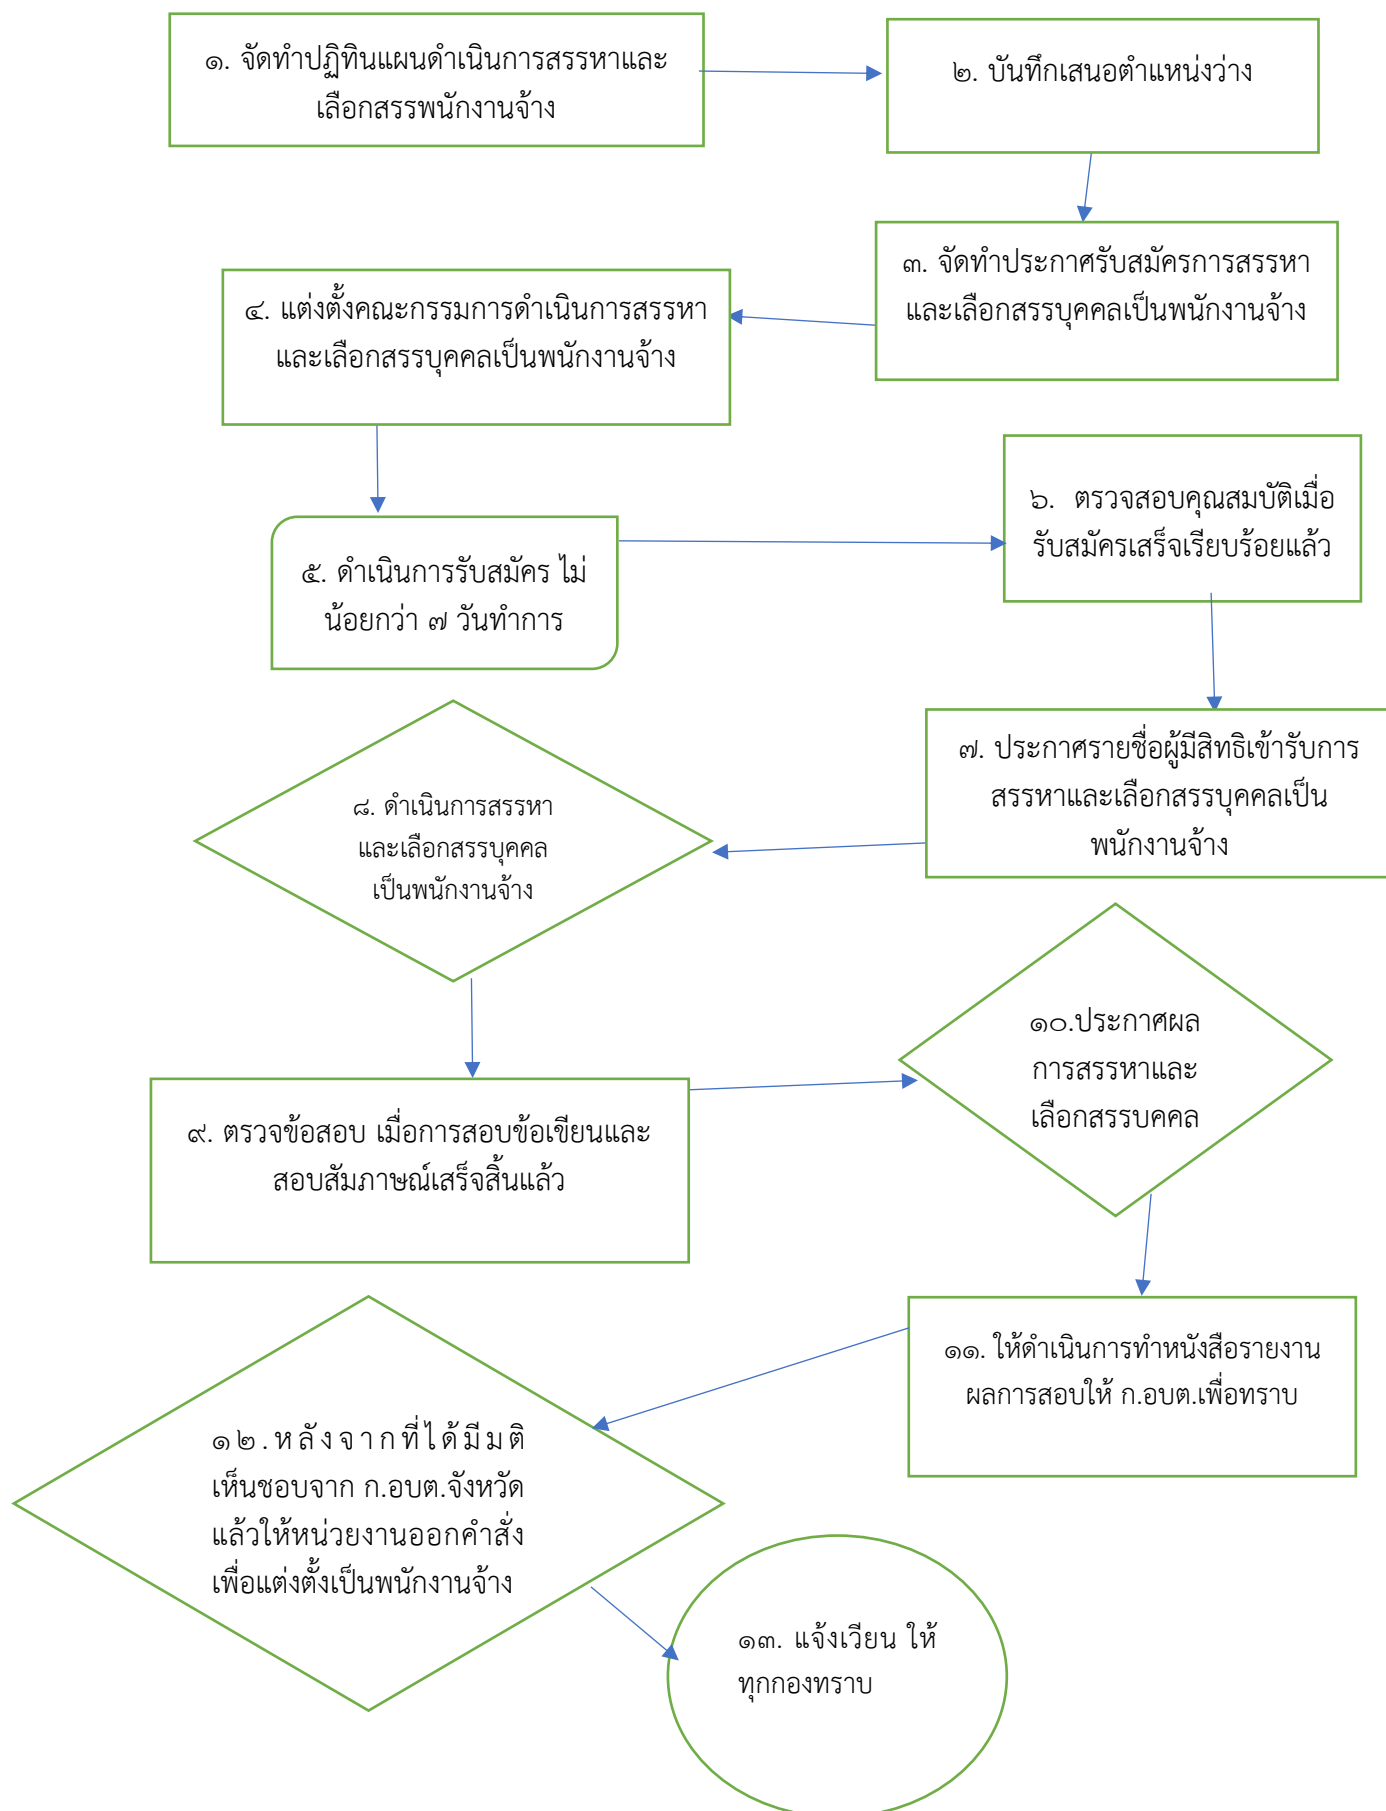 ๑. จัดทำปฏิทินแผนดำเนินการสรรหาและ
เลือกสรรพนักงานจ้าง
๒. บันทึกเสนอตำแหน่งว่าง
๓. จัดทำประกาศรับสมัครการสรรหา
และเลือกสรรบุคคลเป็นพนักงานจ้าง
๔. แต่งตั้งคณะกรรมการดำเนินการสรรหา
และเลือกสรรบุคคลเป็นพนักงานจ้าง
๕. ดำเนินการรับสมัคร ไม่
น้อยกว่า ๗ วันทำการ
๖. ตรวจสอบคุณสมบัติเมื่อ
รับสมัครเสร็จเรียบร้อยแล้ว
๗. ประกาศรายชื่อผู้มีสิทธิเข้ารับการ
สรรหาและเลือกสรรบุคคลเป็น
พนักงานจ้าง
๘. ดำเนินการสรรหา
และเลือกสรรบุคคล
เป็นพนักงานจ้าง
๙. ตรวจข้อสอบ เมื่อการสอบข้อเขียนและ
สอบสัมภาษณ์เสร็จสิ้นแล้ว
๑๐.ประกาศผล
การสรรหาและ
เลือกสรรบคคล
๑๑. ให้ดำเนินการทำหนังสือรายงาน
ผลการสอบให้ ก.อบต.เพื่อทราบ
๑๒.หลังจากที่ได้มีมติ
เห็นชอบจาก ก.อบต.จังหวัด
แล้วให้หน่วยงานออกคำสั่ง
เพื่อแต่งตั้งเป็นพนักงานจ้าง
๑๓. แจ้งเวียน ให้
ทุกกองทราบ